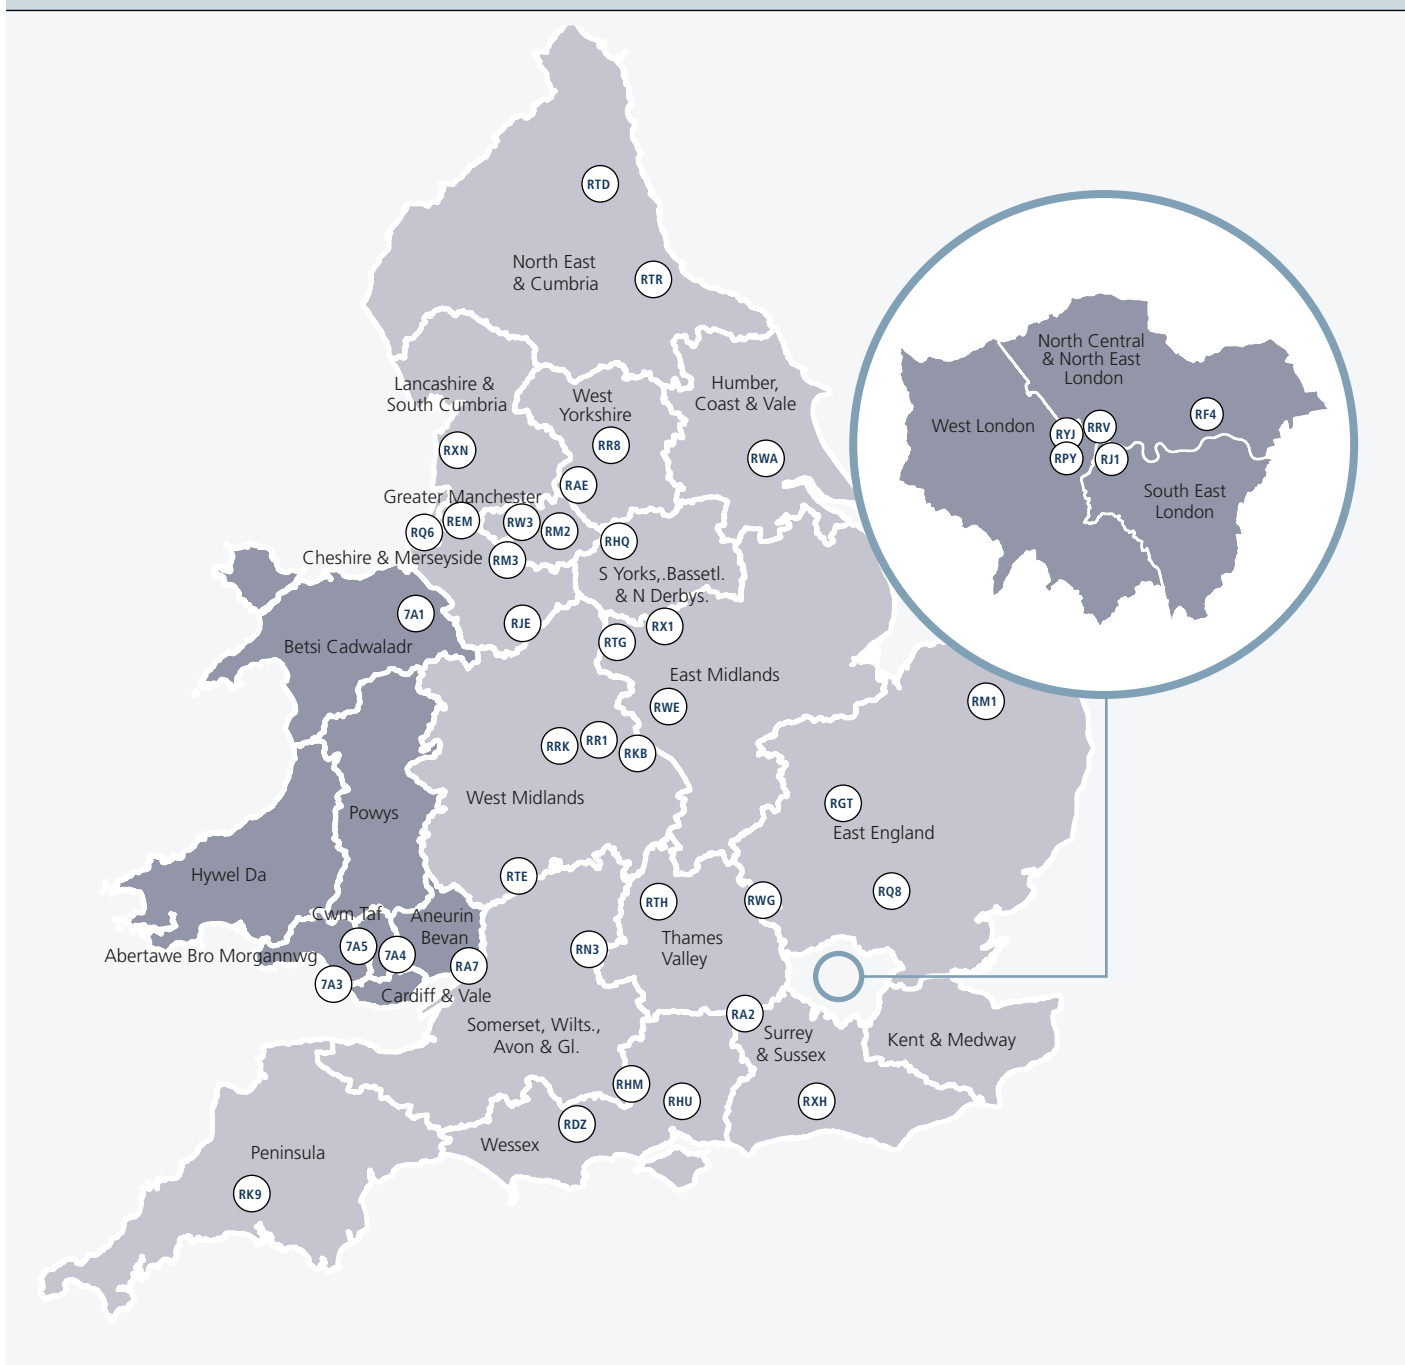 RTD
North East
& Cumbria
RTR
North Central
& North East
London
Lancashire &
South Cumbria
West
Yorkshire
Humber,
Coast & Vale
West London
RYJ
RRV
RF4
RPY
RJ1
South East
London
RXN
RR8
RWA
RAE
Greater Manchester
RQ6
REM
RW3
RM2
RHQ
Cheshire & Merseyside
RM3
S Yorks,.Bassetl.
& N Derbys.
7A1
RJE
RTG
RX1
Betsi Cadwaladr
East Midlands
RWE
RM1
RRK
RR1
RKB
West Midlands
Powys
RGT
East England
Hywel Da
RTE
RTH
RWG
RQ8
Cwm Taf
Aneurin
Bevan
Abertawe Bro Morgannwg
7A5
7A4
RA7
RN3
Thames
Valley
7A3
Cardiff & Vale
RA2
Somerset, Wilts.,
Avon & Gl.
Surrey
& Sussex
Kent & Medway
RHM
RHU
RXH
RDZ
Wessex
Peninsula
RK9